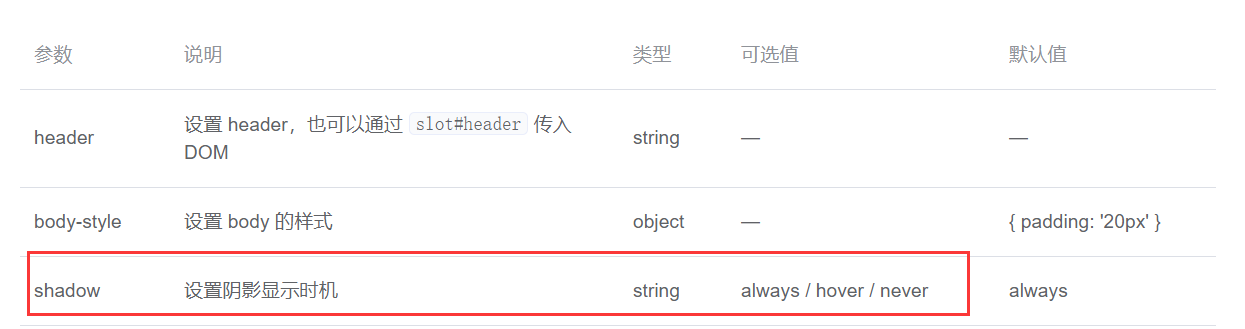 参数 说明 类型 可选值 默认值
header 设置 header，也可以通过 slot#header 传入 DOM string — —
body-style 设置 body 的样式 object — { padding: '20px' }
shadow 设置阴影显示时机 string always / hover / never always